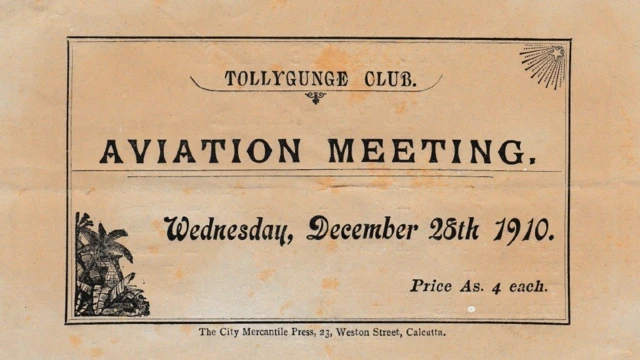 TOLLYGUNGE CLUB.
AVIATION MEETING.
Wednesday, December 28th 1910.
Price As. 4 each.
The City Mercantile Press, 23, Weston Street, Calcutta.